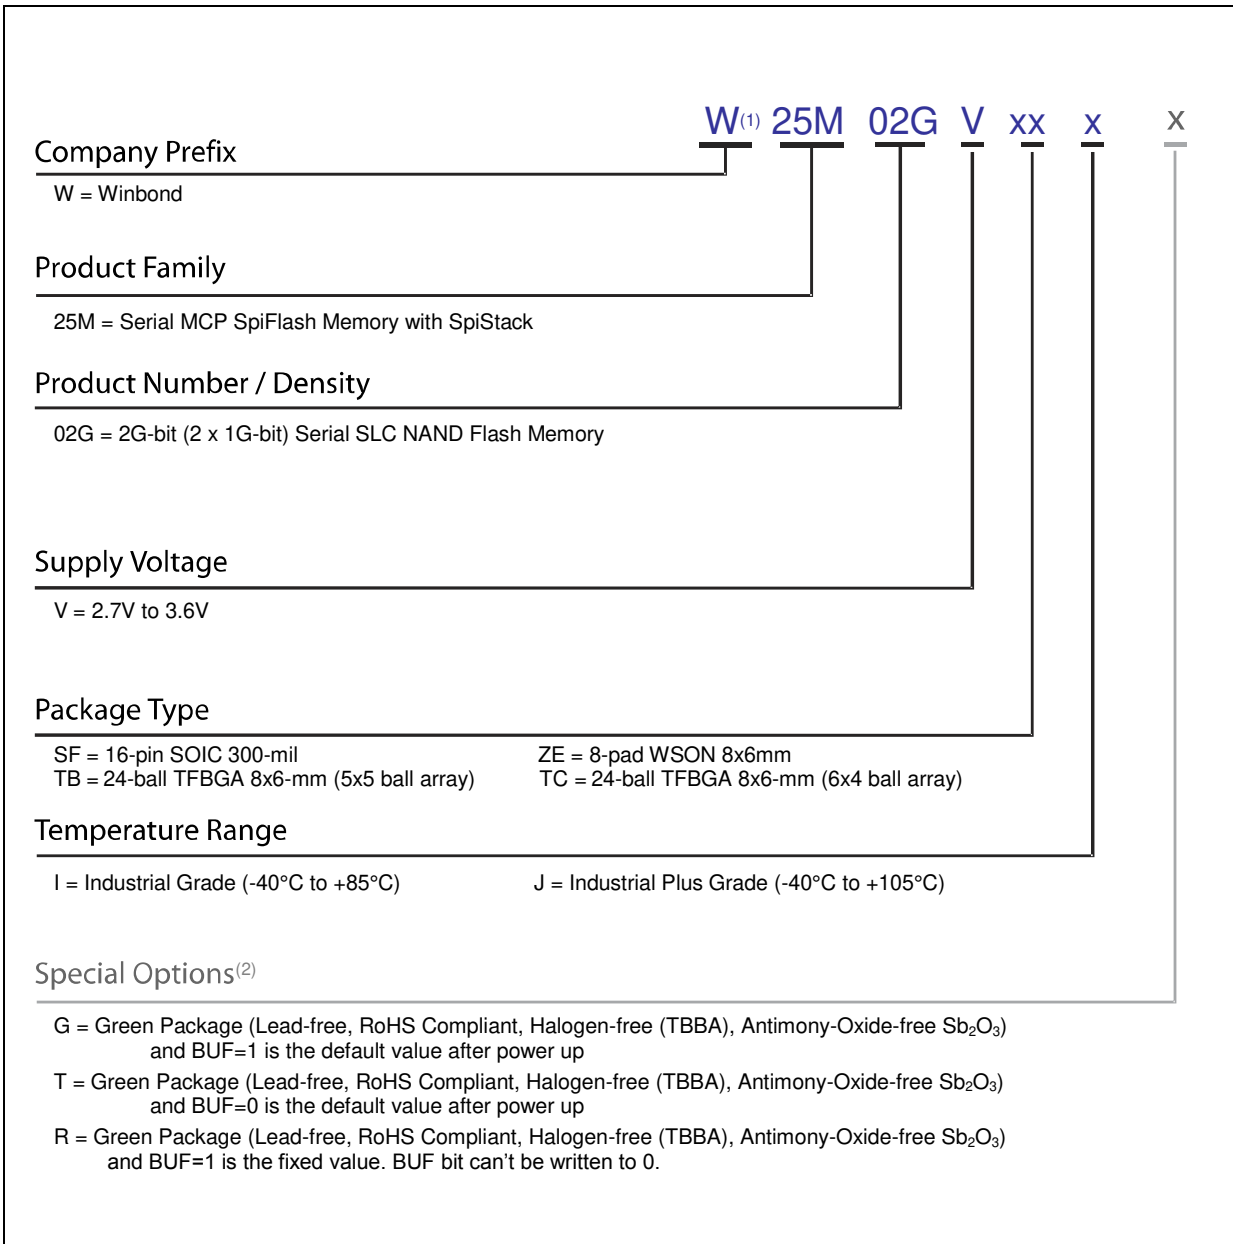 W(1) 25M 02G V xx x x
Company Prefix
W = Winbond
Product Family
25M = Serial MCP SpiFlash Memory with SpiStack
Product Number / Density
02G = 2G-bit (2 x 1G-bit) Serial SLC NAND Flash Memory
Supply Voltage
V = 2.7V to 3.6V
Package Type
SF = 16-pin SOIC 300-mil ZE = 8-pad WSON 8x6mm
TB = 24-ball TFBGA 8x6-mm (5x5 ball array) TC = 24-ball TFBGA 8x6-mm (6x4 ball array)
Temperature Range
I = Industrial Grade (-40°C to +85°C) J = Industrial Plus Grade (-40°C to +105°C)
Special Options(2)
G = Green Package (Lead-free, RoHS Compliant, Halogen-free (TBBA), Antimony-Oxide-free Sb₂O₃)
and BUF=1 is the default value after power up
T = Green Package (Lead-free, RoHS Compliant, Halogen-free (TBBA), Antimony-Oxide-free Sb₂O₃)
and BUF=0 is the default value after power up
R = Green Package (Lead-free, RoHS Compliant, Halogen-free (TBBA), Antimony-Oxide-free Sb₂O₃)
and BUF=1 is the fixed value. BUF bit can't be written to 0.